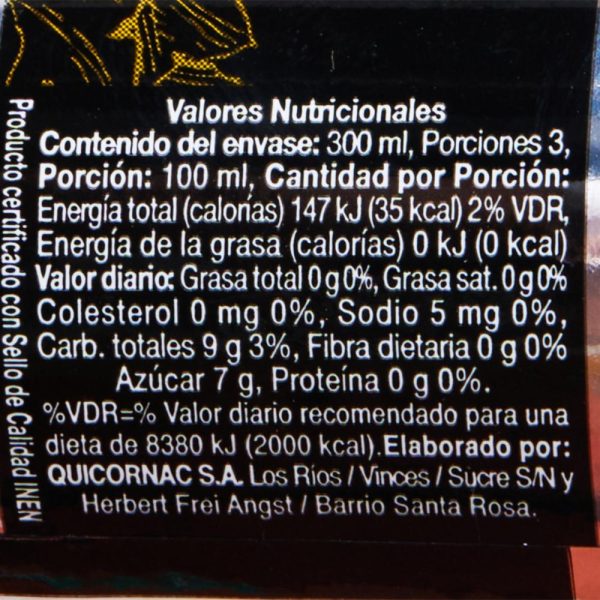 Valores Nutricionales
Contenido del envase: 300 ml, Porciones 3,
Porción: 100 ml, Cantidad por Porción:
Energía total (calorías) 147 kJ (35 kcal) 2% VDR,
Energía de la grasa (calorías) 0 kJ (0 kcal)
Valor diario: Grasa total 0 g 0%, Grasa sat. 0 g 0%
Colesterol 0 mg 0%, Sodio 5 mg 0%,
Carb. totales 9 g 3%, Fibra dietaria 0 g 0%
Azúcar 7 g, Proteína 0 g 0%.
%VDR=% Valor diario recomendado para una
dieta de 8380 kJ (2000 kcal). Elaborado por:
QUICORNAC S.A. Los Ríos / Vinces / Sucre S/N y
Herbert Frei Angst / Barrio Santa Rosa.
Producto certificado con Sello de Calidad INEN